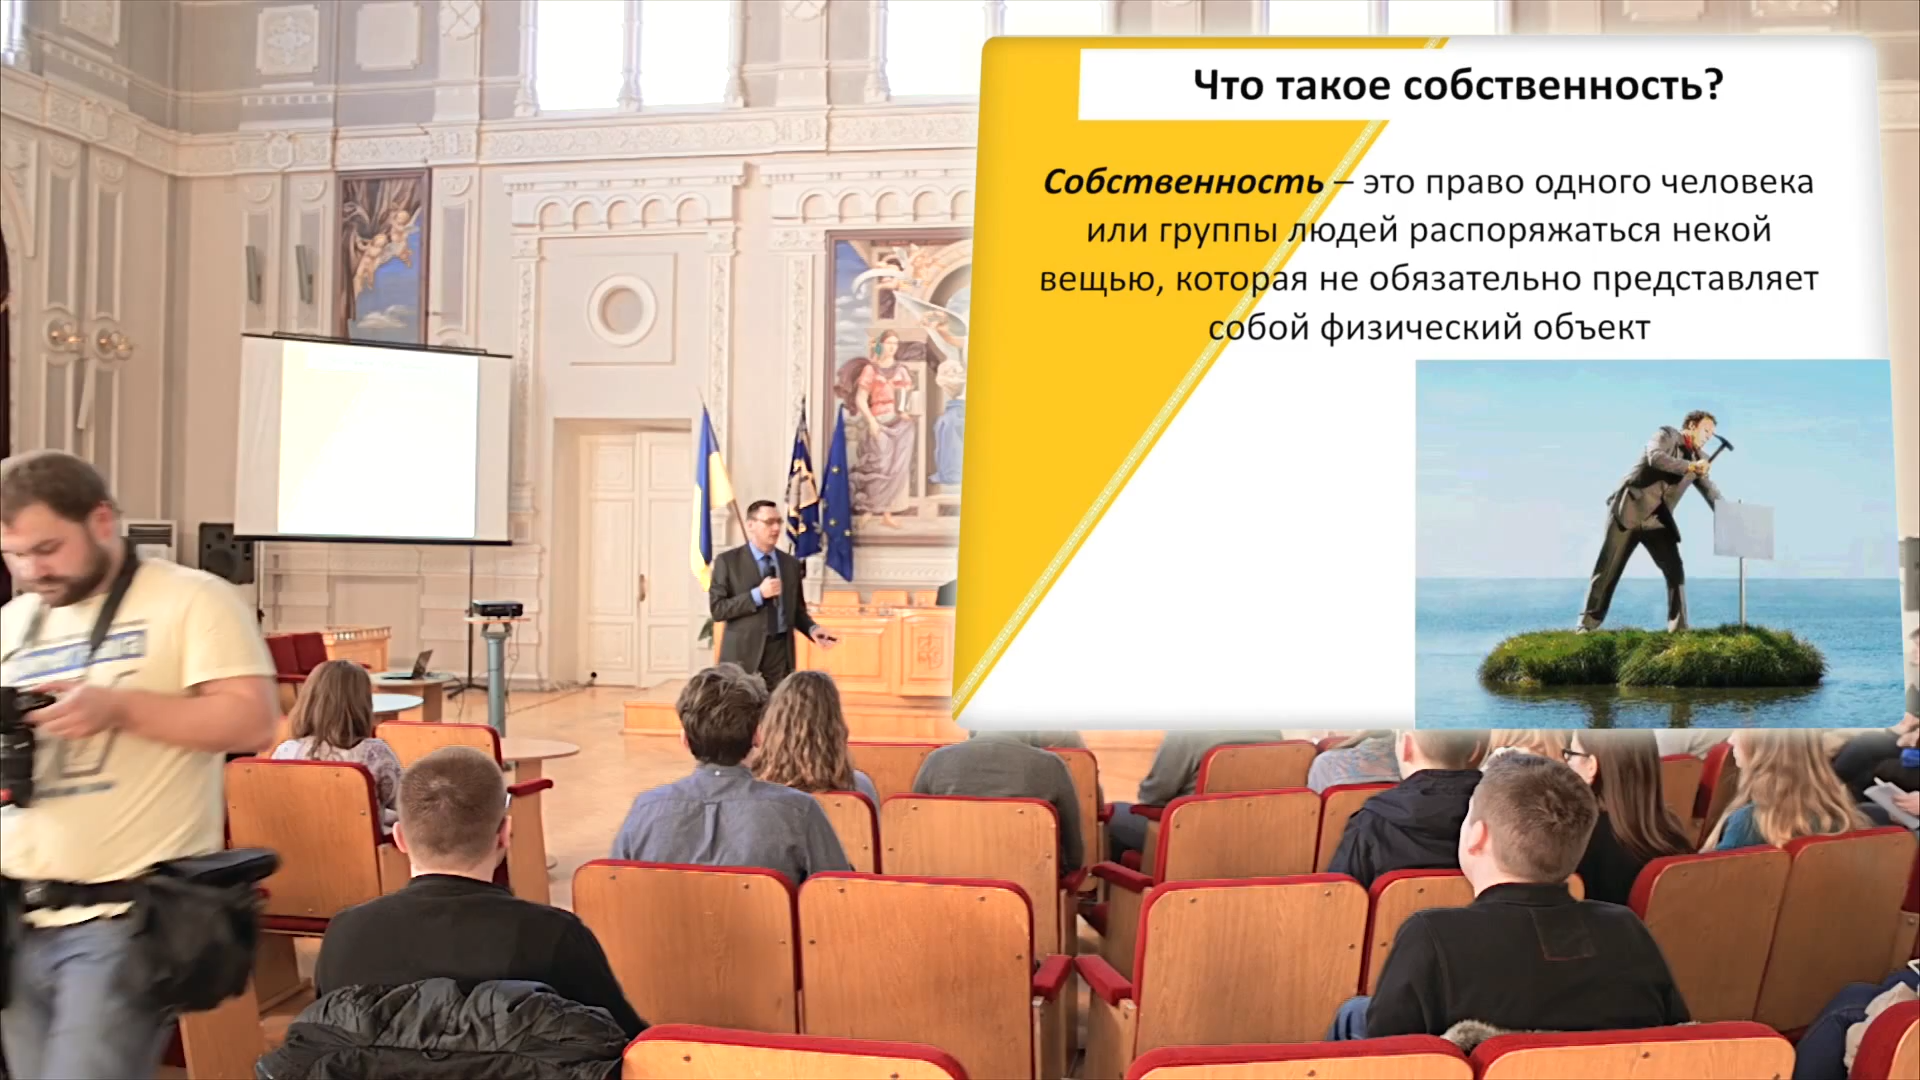 Что такое собственность?
Собственность – это право одного человека
или группы людей распоряжаться некой
вещью, которая не обязательно представляет
собой физический объект